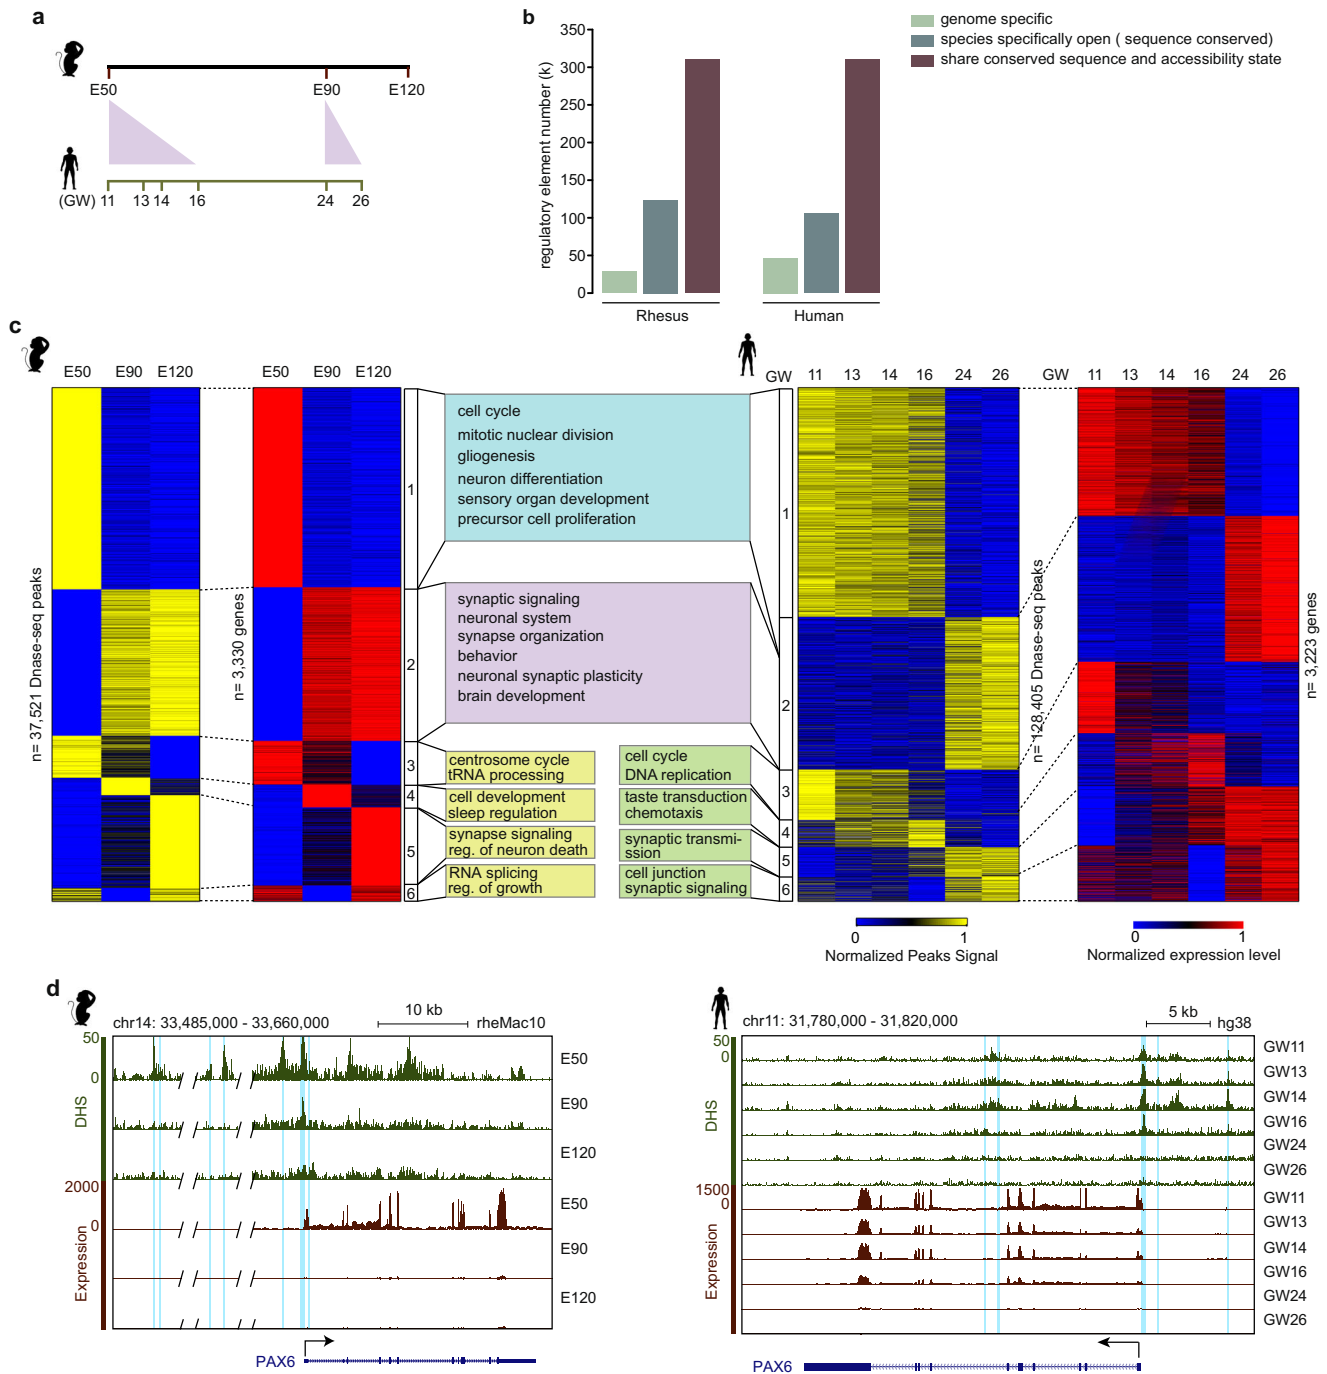 a
E50
E90
E120
(GW)
11
13
14
16
24
26
b
regulatory element number (k)
350
300
250
200
150
100
50
0
Rhesus
Human
genome specific
species specifically open ( sequence conserved)
share conserved sequence and accessibility state
c
E50
E90
E120
E50
E90
E120
n= 37,521 Dnase-seq peaks
n= 3,330 genes
1
2
3
4
5
6
cell cycle
mitotic nuclear division
gliogenesis
neuron differentiation
sensory organ development
precursor cell proliferation
synaptic signaling
neuronal system
synapse organization
behavior
neuronal synaptic plasticity
brain development
centrosome cycle
tRNA processing
cell development
sleep regulation
synapse signaling
reg. of neuron death
RNA splicing
reg. of growth
cell cycle
DNA replication
taste transduction
chemotaxis
synaptic transmi-
ssion
cell junction
synaptic signaling
GW
11
13
14
16
24
26
GW
11
13
14
16
24
26
1
2
3
4
5
6
n= 128,405 Dnase-seq peaks
n= 3,223 genes
0
1
Normalized Peaks Signal
0
1
Normalized expression level
d
10 kb
chr14: 33,485,000 - 33,660,000
rheMac10
50
0
DHS
2000
0
Expression
E50
E90
E120
E50
E90
E120
PAX6
5 kb
chr11: 31,780,000 - 31,820,000
hg38
50
0
DHS
1500
0
Expression
GW11
GW13
GW14
GW16
GW24
GW26
GW11
GW13
GW14
GW16
GW24
GW26
PAX6